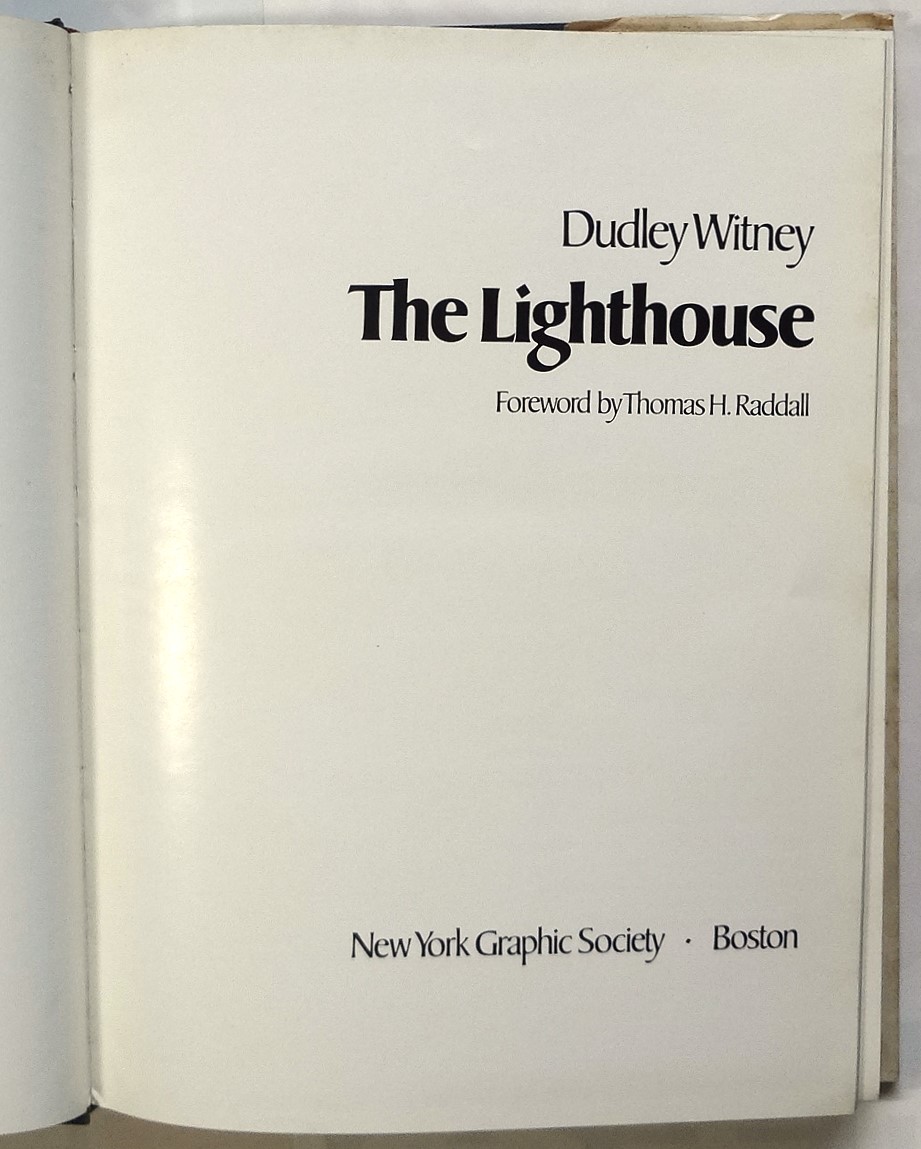 Dudley Witney
The Lighthouse
Foreword by Thomas H. Raddall
New York Graphic Society · Boston